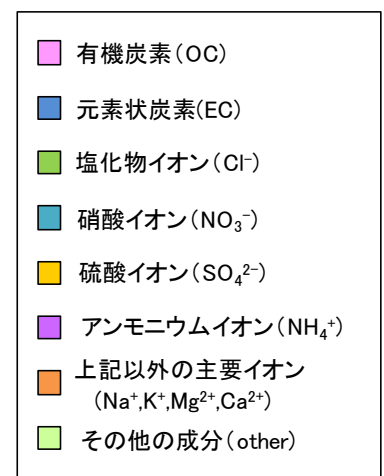 有機炭素(OC)
元素状炭素(EC)
塩化物イオン(Cl⁻)
硝酸イオン(NO₃⁻)
硫酸イオン(SO₄²⁻)
アンモニウムイオン(NH₄⁺)
上記以外の主要イオン
(Na⁺,K⁺,Mg²⁺,Ca²⁺)
その他の成分(other)